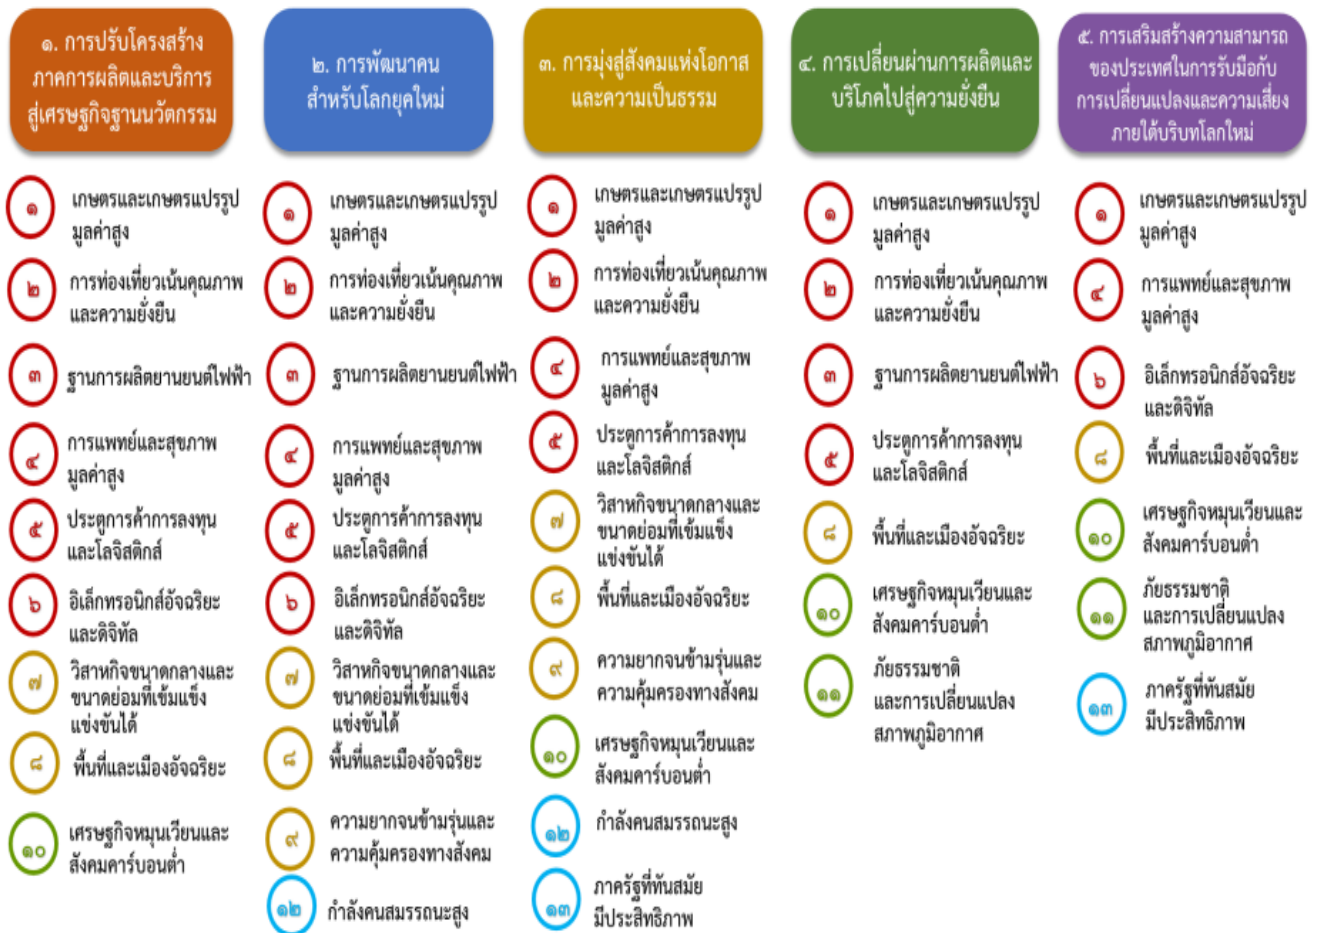 ๑. การปรับโครงสร้าง
ภาคการผลิตและบริการ
สู่เศรษฐกิจฐานนวัตกรรม
๑
เกษตรและเกษตรแปรรูป
มูลค่าสูง
๒
การท่องเที่ยวเน้นคุณภาพ
และความยั่งยืน
๓
ฐานการผลิตยานยนต์ไฟฟ้า
๔
การแพทย์และสุขภาพ
มูลค่าสูง
๕
ประตูการค้าการลงทุน
และโลจิสติกส์
๖
อิเล็กทรอนิกส์อัจฉริยะ
และดิจิทัล
๗
วิสาหกิจขนาดกลางและ
ขนาดย่อมที่เข้มแข็ง
แข่งขันได้
๘
พื้นที่และเมืองอัจฉริยะ
๑๐
เศรษฐกิจหมุนเวียนและ
สังคมคาร์บอนต่ำ
๒. การพัฒนาคน
สำหรับโลกยุคใหม่
๑
เกษตรและเกษตรแปรรูป
มูลค่าสูง
๒
การท่องเที่ยวเน้นคุณภาพ
และความยั่งยืน
๓
ฐานการผลิตยานยนต์ไฟฟ้า
๔
การแพทย์และสุขภาพ
มูลค่าสูง
๕
ประตูการค้าการลงทุน
และโลจิสติกส์
๖
อิเล็กทรอนิกส์อัจฉริยะ
และดิจิทัล
๗
วิสาหกิจขนาดกลางและ
ขนาดย่อมที่เข้มแข็ง
แข่งขันได้
๘
พื้นที่และเมืองอัจฉริยะ
๙
ความยากจนข้ามรุ่นและ
ความคุ้มครองทางสังคม
๑๒
กำลังคนสมรรถนะสูง
๓. การมุ่งสู่สังคมแห่งโอกาส
และความเป็นธรรม
๑
เกษตรและเกษตรแปรรูป
มูลค่าสูง
๒
การท่องเที่ยวเน้นคุณภาพ
และความยั่งยืน
๔
การแพทย์และสุขภาพ
มูลค่าสูง
๕
ประตูการค้าการลงทุน
และโลจิสติกส์
๗
วิสาหกิจขนาดกลางและ
ขนาดย่อมที่เข้มแข็ง
แข่งขันได้
๘
พื้นที่และเมืองอัจฉริยะ
๙
ความยากจนข้ามรุ่นและ
ความคุ้มครองทางสังคม
๑๐
เศรษฐกิจหมุนเวียนและ
สังคมคาร์บอนต่ำ
๑๒
กำลังคนสมรรถนะสูง
๑๓
ภาครัฐที่ทันสมัย
มีประสิทธิภาพ
๔. การเปลี่ยนผ่านการผลิตและ
บริโภคไปสู่ความยั่งยืน
๑
เกษตรและเกษตรแปรรูป
มูลค่าสูง
๒
การท่องเที่ยวเน้นคุณภาพ
และความยั่งยืน
๓
ฐานการผลิตยานยนต์ไฟฟ้า
๕
ประตูการค้าการลงทุน
และโลจิสติกส์
๘
พื้นที่และเมืองอัจฉริยะ
๑๐
เศรษฐกิจหมุนเวียนและ
สังคมคาร์บอนต่ำ
๑๑
ภัยธรรมชาติ
และการเปลี่ยนแปลง
สภาพภูมิอากาศ
๕. การเสริมสร้างความสามารถ
ของประเทศในการรับมือกับ
การเปลี่ยนแปลงและความเสี่ยง
ภายใต้บริบทโลกใหม่
๑
เกษตรและเกษตรแปรรูป
มูลค่าสูง
๔
การแพทย์และสุขภาพ
มูลค่าสูง
๖
อิเล็กทรอนิกส์อัจฉริยะ
และดิจิทัล
๘
พื้นที่และเมืองอัจฉริยะ
๑๐
เศรษฐกิจหมุนเวียนและ
สังคมคาร์บอนต่ำ
๑๑
ภัยธรรมชาติ
และการเปลี่ยนแปลง
สภาพภูมิอากาศ
๑๓
ภาครัฐที่ทันสมัย
มีประสิทธิภาพ